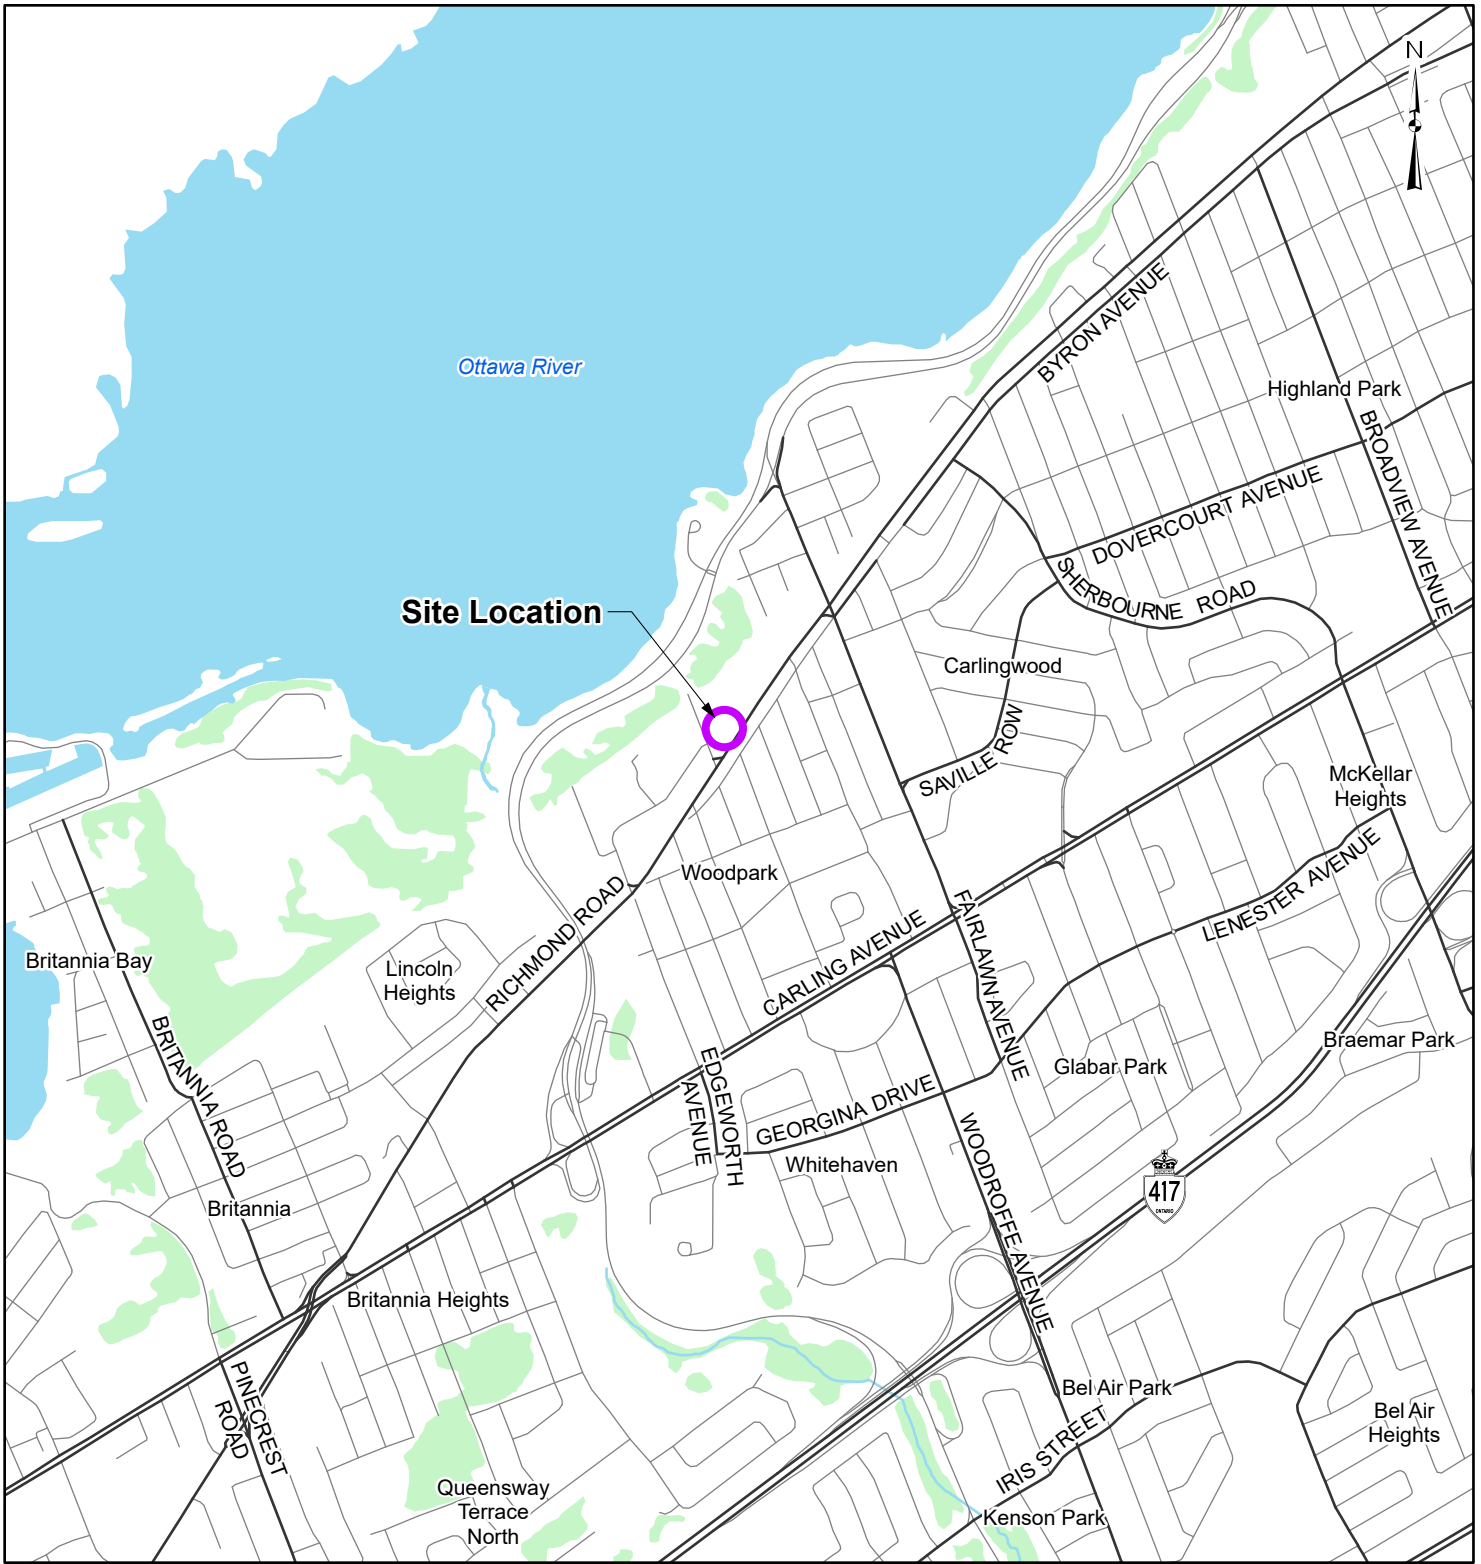 N
BYRON AVENUE
Ottawa River
Highland Park
BROADVIEW AVENUE
DOVERCOURT AVENUE
SHERBOURNE ROAD
Site Location
Carlingwood
SAVILLE ROW
McKellar
Heights
Woodpark
LENESTER AVENUE
RICHMOND ROAD
FAIRLAWN AVENUE
CARLING AVENUE
Britannia Bay
Lincoln
Heights
BRITANNIA ROAD
Braemar Park
Glabar Park
EDGEWORTH
AVENUE
GEORGINA DRIVE
Whitehaven
WOODROFFE AVENUE
417
ONTARIO
Britannia
Britannia Heights
PINECREST
ROAD
Bel Air Park
Bel Air
Heights
IRIS STREET
Queensway
Terrace
North
Kenson Park